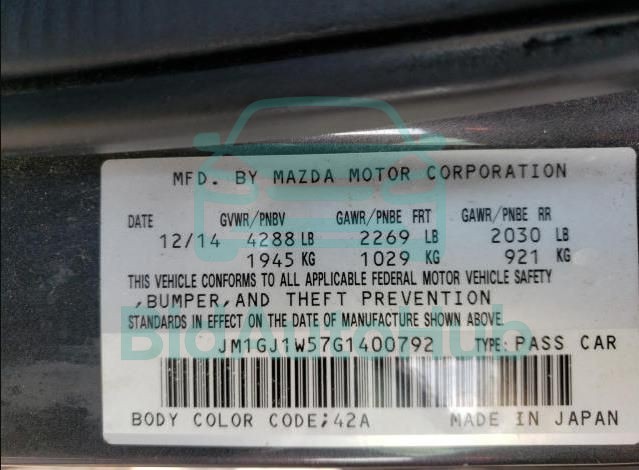 MFD. BY MAZDA MOTOR CORPORATION
DATE GVWR/PNBV GAWR/PNBE FRT GAWR/PNBE RR
12/14 4288 LB 2269 LB 2030 LB
1945 KG 1029 KG 921 KG
THIS VEHICLE CONFORMS TO ALL APPLICABLE FEDERAL MOTOR VEHICLE SAFETY
,BUMPER,AND THEFT PREVENTION
STANDARDS IN EFFECT ON THE DATE OF MANUFACTURE SHOWN ABOVE.
Bid AutoHub
JM1GJ1W57G1400792 TYPE: PASS CAR
BODY COLOR CODE;42A MADE IN JAPAN